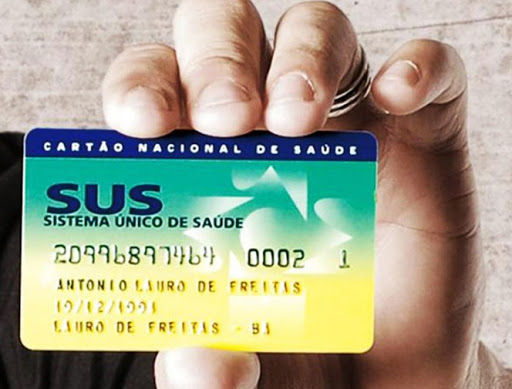 CARTÃO NACIONAL DE SAÚDE
SUS
SISTEMA ÚNICO DE SAÚDE
20996897464 0002 1
ANTONIO LAURO DE FREITAS
19/12/1991
LAURO DE FREITAS - BA